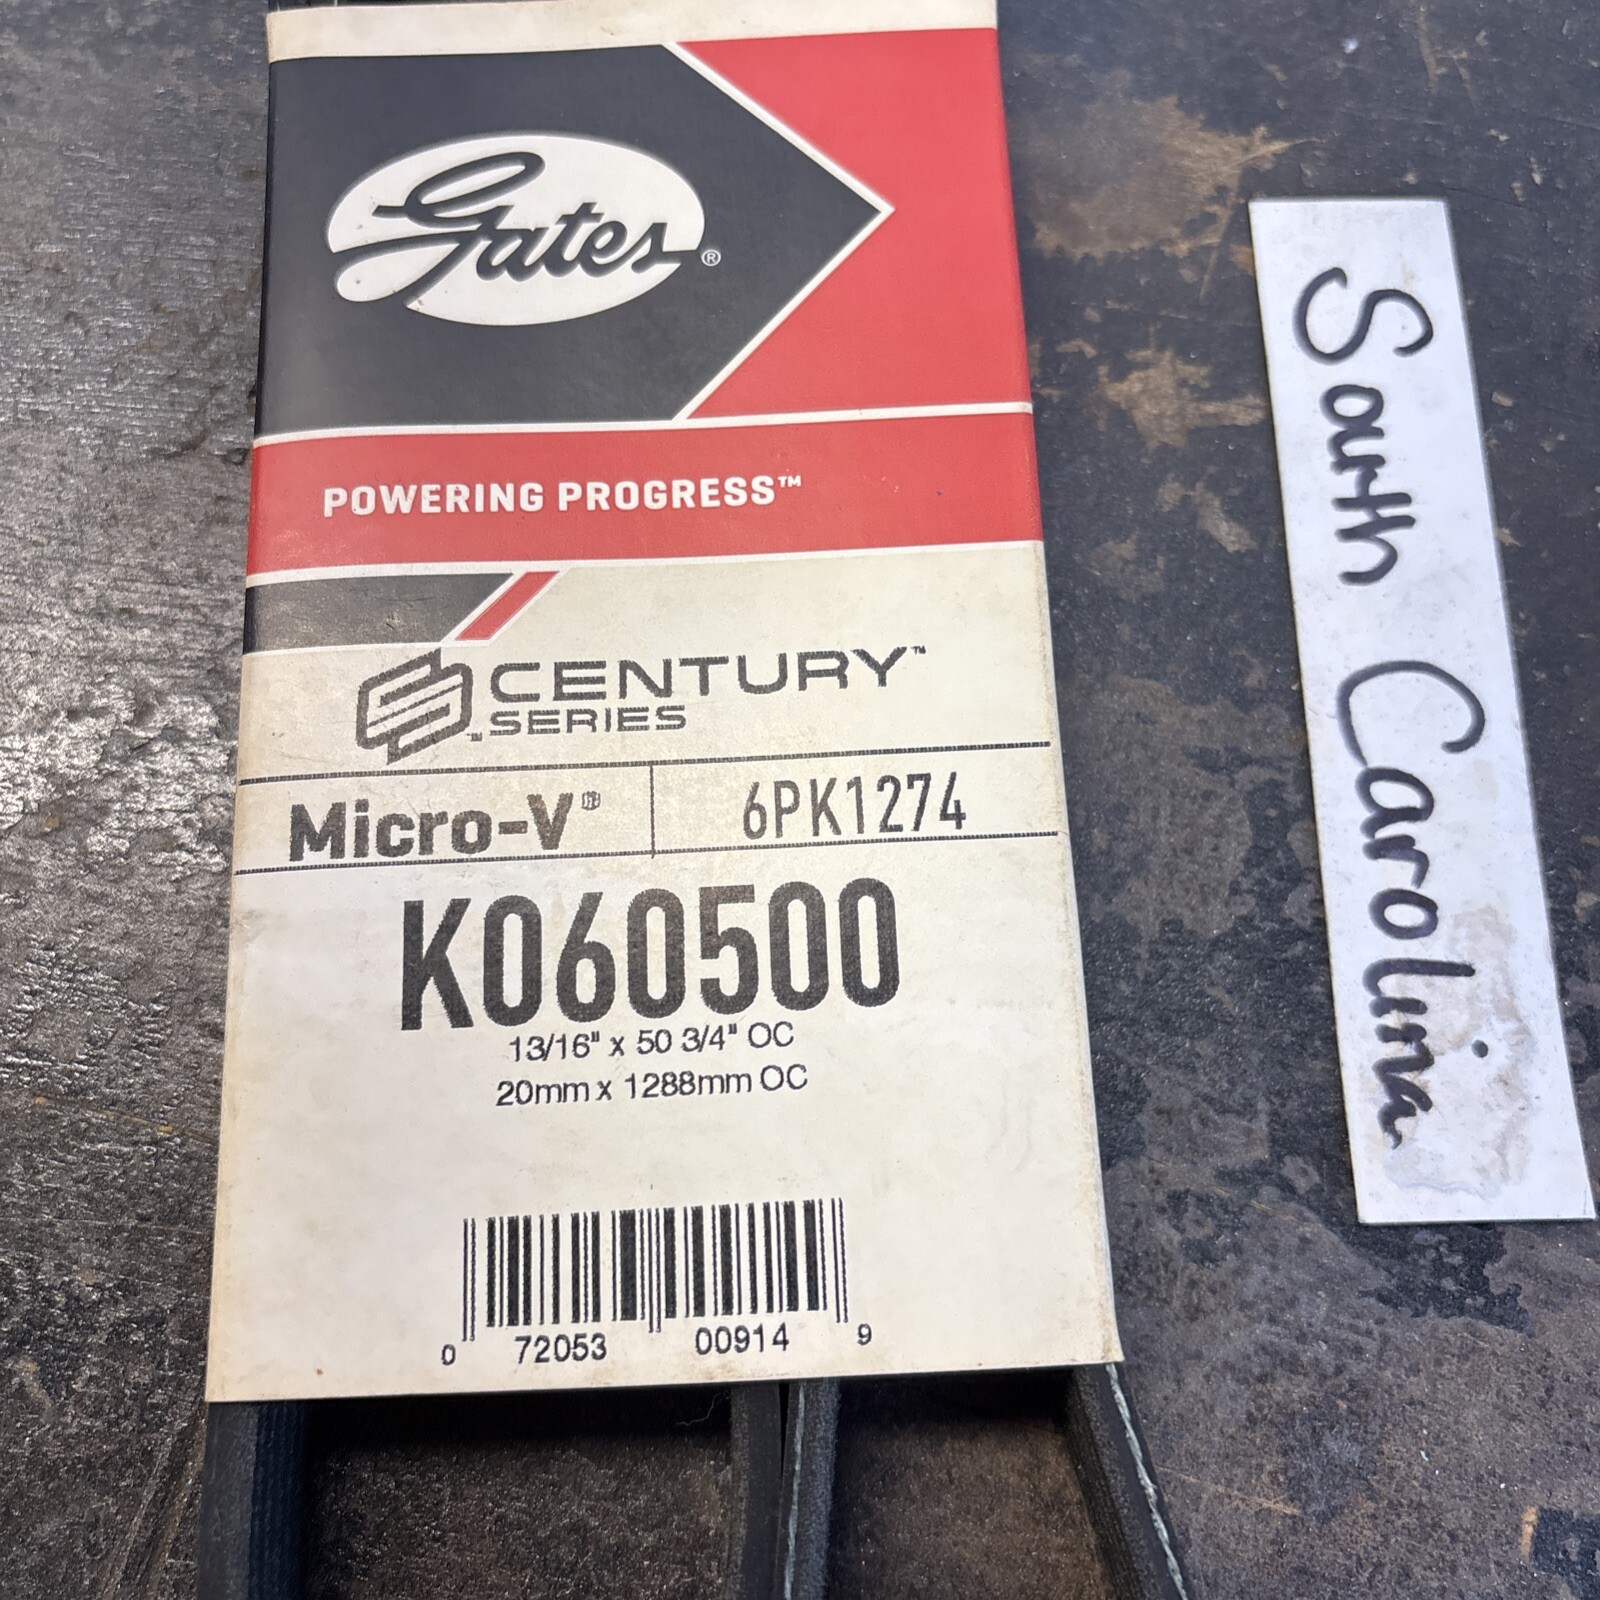 Gates®
POWERING PROGRESS™
CENTURY™
SERIES
Micro-V® 6PK1274
K060500
13/16" x 50 3/4" OC
20mm x 1288mm OC
0 72053 00914 9
South Carolina